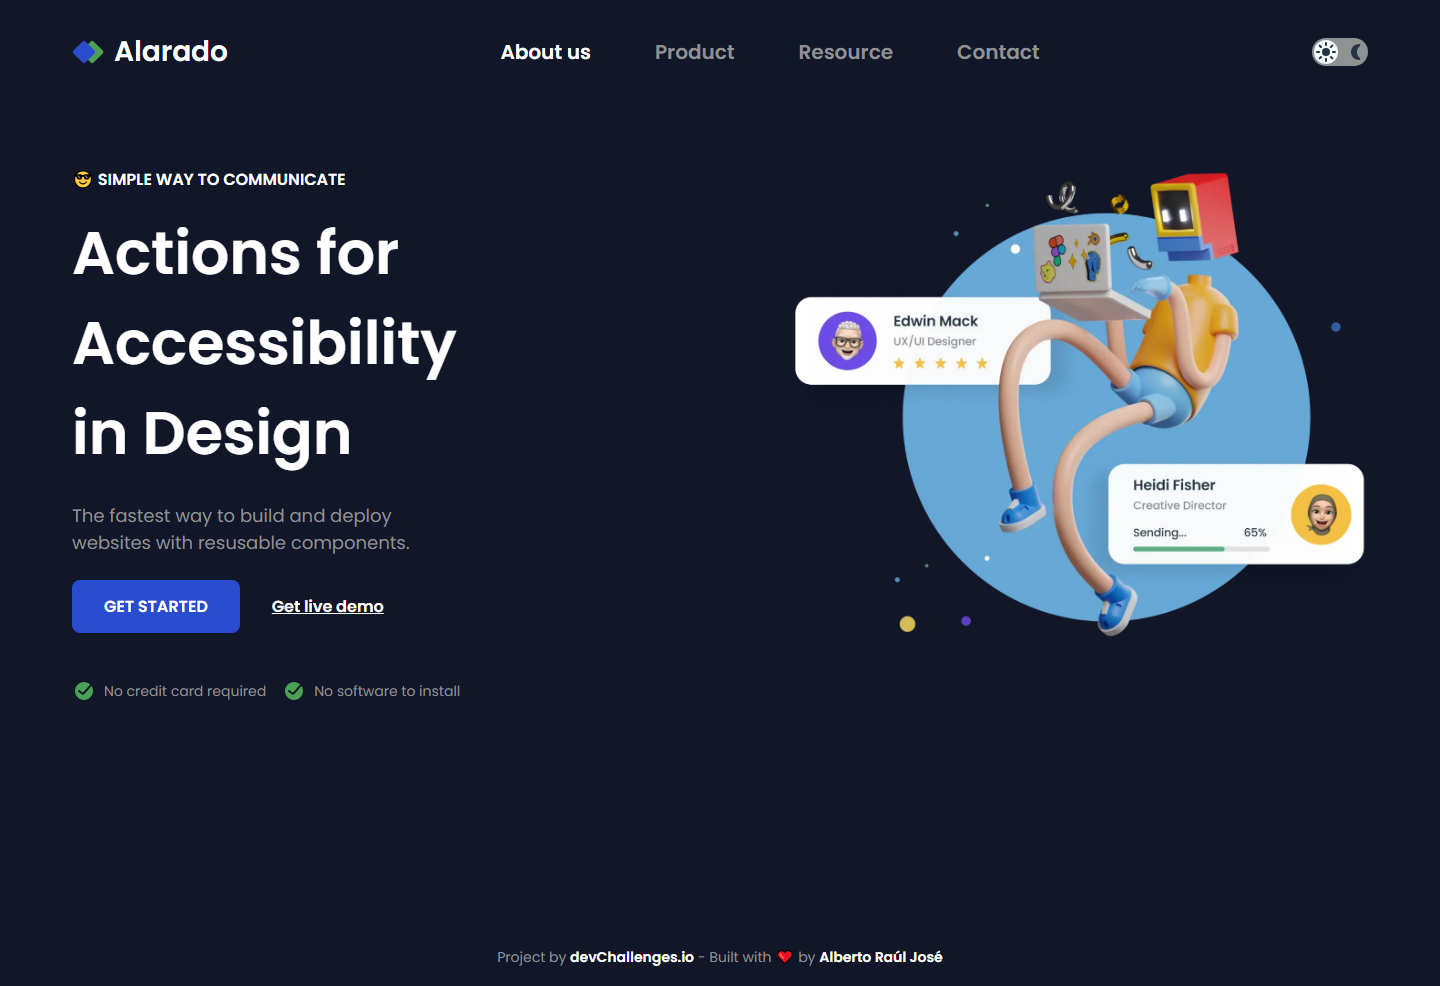 Alarado
About us
Product
Resource
Contact
😎 SIMPLE WAY TO COMMUNICATE
Actions for
Accessibility
in Design
The fastest way to build and deploy
websites with resusable components.
GET STARTED
Get live demo
No credit card required
No software to install
Edwin Mack
UX/UI Designer
Heidi Fisher
Creative Director
Sending... 65%
Project by devChallenges.io - Built with ❤️ by Alberto Raúl José